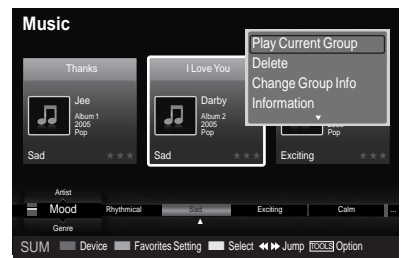 Music
Play Current Group
Delete
Change Group Info
Information
Thanks
I Love You
Jee
Album 1
2005
Pop
Sad
Darby
Album 2
2005
Pop
Sad
Pop
Exciting
Artist
Mood Rhythmical Sad Exciting Calm ...
Genre
SUM Device Favorites Setting Select Jump TOOLS Option